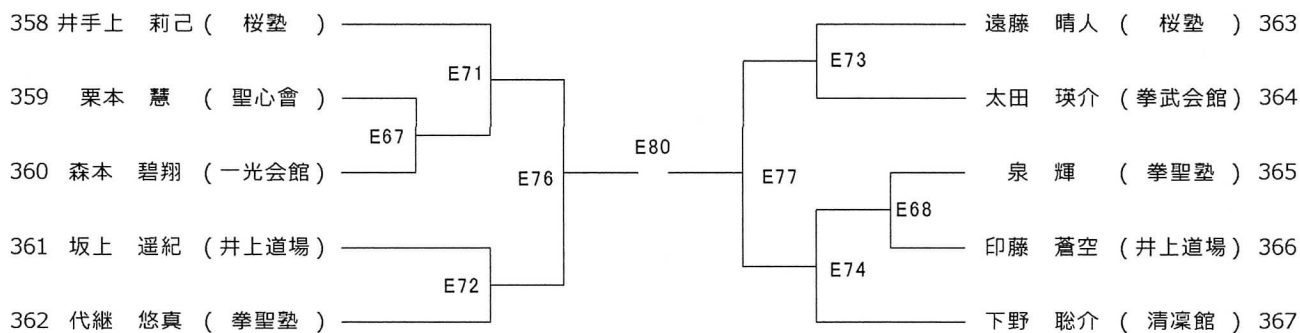 358 井手上 莉己 ( 桜塾 )
359 栗本 慧 ( 聖心會 )
360 森本 碧翔 ( 一光会館 )
361 坂上 遥紀 ( 井上道場 )
362 代継 悠真 ( 拳聖塾 )
E71
E67
E76
E72
E80
E73
E77
E68
E74
遠藤 晴人 ( 桜塾 ) 363
太田 瑛介 ( 拳武会館 ) 364
泉 輝 ( 拳聖塾 ) 365
印藤 蒼空 ( 井上道場 ) 366
下野 聡介 ( 清凜館 ) 367